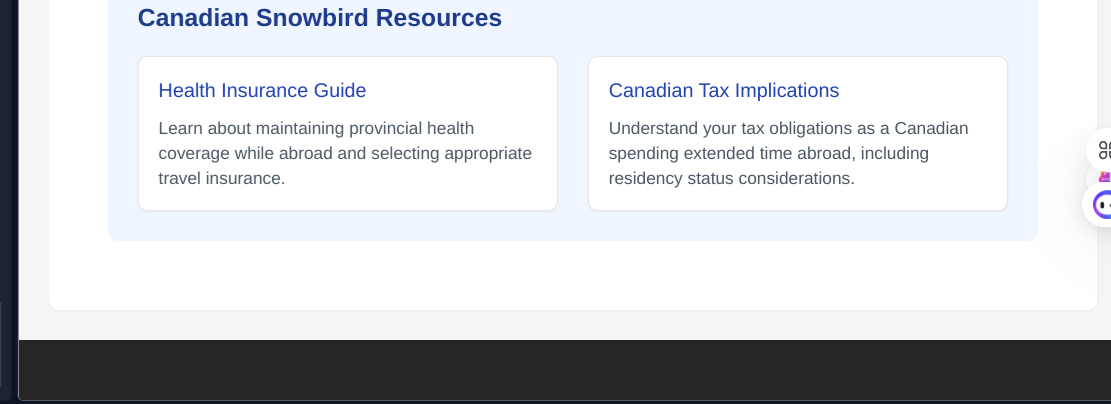 Canadian Snowbird Resources
Health Insurance Guide
Learn about maintaining provincial health
coverage while abroad and selecting appropriate
travel insurance.
Canadian Tax Implications
Understand your tax obligations as a Canadian
spending extended time abroad, including
residency status considerations.